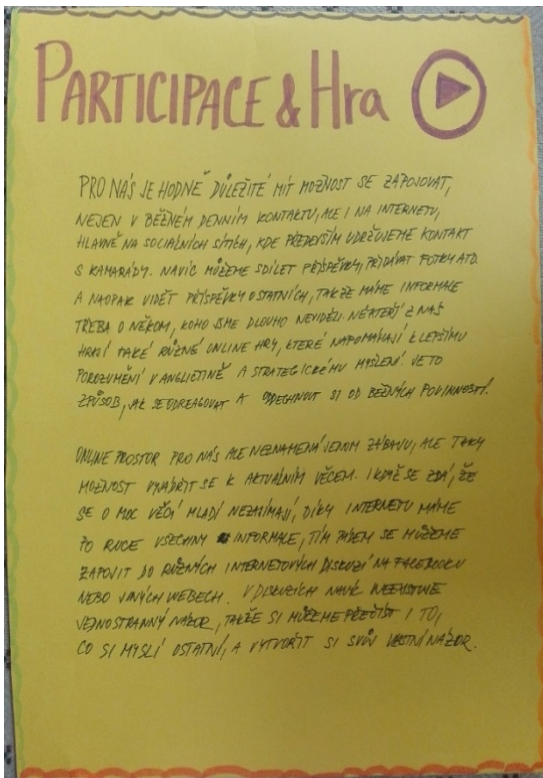 PARTICIPACE & Hra
PRO NÁS JE HODNĚ DŮLEŽITÉ MÍT MOŽNOST SE ZAPOJOVAT,
NEJEN V BĚŽNÉM DENNÍM KONTAKTU, ALE I NA INTERNETU,
HLAVNĚ NA SOCIÁLNÍCH SÍTÍCH, KDE PŘEDEVŠÍM UDRŽUJEME KONTAKT
S KAMARÁDY. NAVÍC MŮŽEME SDÍLET PŘÍSPĚVKY, PŘIDÁVAT FOTKY ATD.
A NAOPAK VIDĚT PŘÍSPĚVKY OSTATNÍCH, TAKŽE MÁME INFORMACE
TŘEBA O NĚKOM, KOHO JSME DLOUHO NEVIDĚLI. NĚKTEŘÍ Z NÁS
HRAJÍ TAKÉ RŮZNÉ ONLINE HRY, KTERÉ NAPOMÁHAJÍ K LEPŠÍMU
POROZUMĚNÍ V ANGLIČTINĚ A STRATEGICKÉMU MYŠLENÍ. JE TO
ZPŮSOB, JAK SE ODREAGOVAT A ODDECHNOUT SI OD BĚŽNÝCH POVINNOSTÍ.
ONLINE PROSTOR PRO NÁS ALE NEZNAMENÁ JENOM ZÁBAVU, ALE TAKY
MOŽNOST VYJÁDŘIT SE K AKTUÁLNÍM VĚCEM. I KDYŽ SE ZDÁ, ŽE
SE O MOC VĚCÍ MLADÍ NEZAJÍMAJÍ, DÍKY INTERNETU MÁME
PO RUCE VŠECHNY INFORMACE, TÍM PÁDEM SE MŮŽEME
ZAPOJIT DO RŮZNÝCH INTERNETOVÝCH DISKUZÍ NA FACEBOOKU
NEBO JINÝCH WEBECH. V DISKUZÍCH NAVÍC NEEXISTUJE
JEDNOSTRANNÝ NÁZOR, TAKŽE SI MŮŽEME PŘEČÍST I TO,
CO SI MYSLÍ OSTATNÍ, A VYTVOŘIT SI SVŮJ VLASTNÍ NÁZOR.